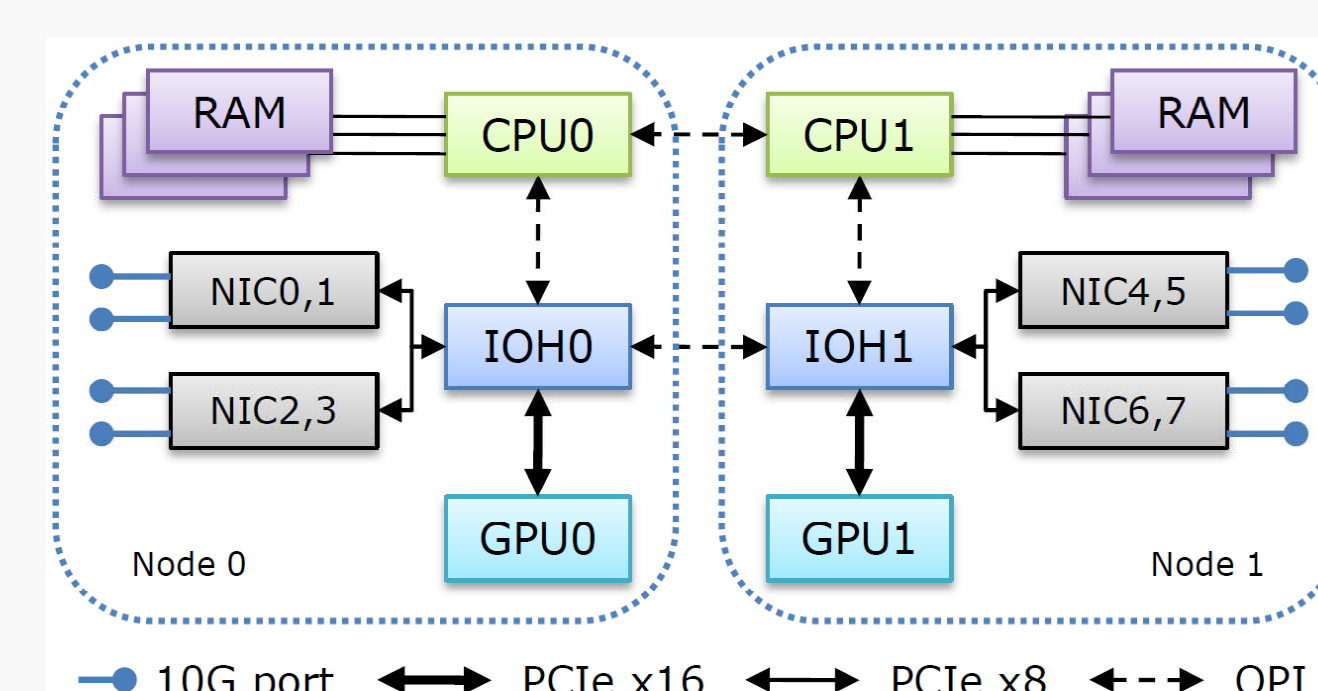 RAM
CPU0
CPU1
RAM
NIC0,1
IOH0
IOH1
NIC4,5
NIC2,3
NIC6,7
GPU0
GPU1
Node 0
Node 1
10G port PCIe x16 PCIe x8 QPI